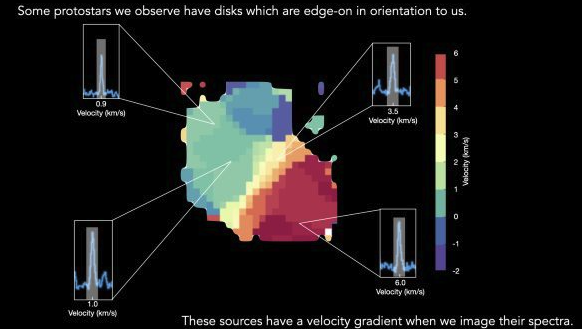 Some protostars we observe have disks which are edge-on in orientation to us.
0.9
Velocity (km/s)
3.5
Velocity (km/s)
6
5
4
3
2
1
0
-1
-2
Velocity (km/s)
1.0
Velocity (km/s)
6.0
Velocity (km/s)
These sources have a velocity gradient when we image their spectra.